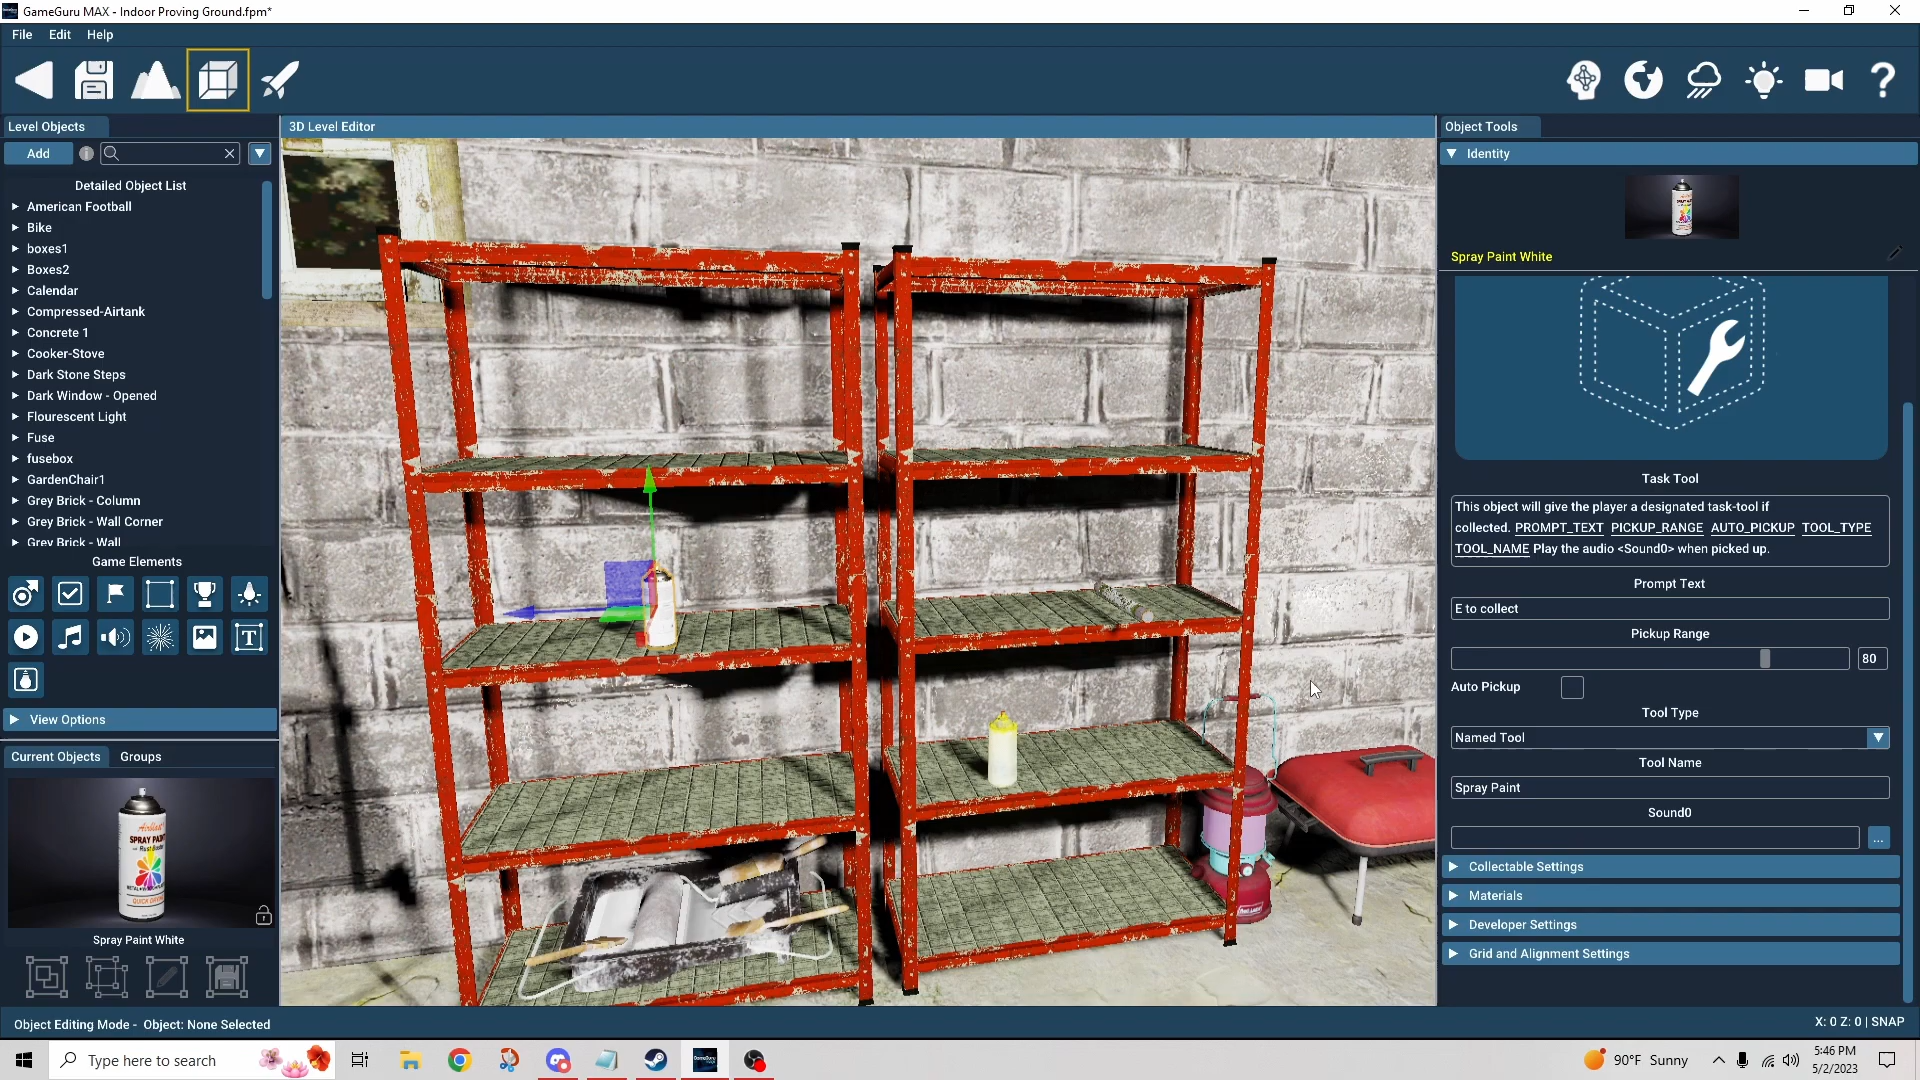 GameGuru MAX - Indoor Proving Ground.fpm*
File Edit Help
Level Objects
Add
Detailed Object List
American Football
Bike
boxes1
Boxes2
Calendar
Compressed-Airtank
Concrete 1
Cooker-Stove
Dark Stone Steps
Dark Window - Opened
Flourescent Light
Fuse
fusebox
GardenChair1
Grey Brick - Column
Grey Brick - Wall Corner
Grey Brick - Wall
Game Elements
View Options
Current Objects Groups
SPRAY PAINT
QUICK DRYING
Spray Paint White
3D Level Editor
Object Tools
Identity
Spray Paint White
Task Tool
This object will give the player a designated task-tool if
collected. PROMPT_TEXT PICKUP_RANGE AUTO_PICKUP TOOL_TYPE
TOOL_NAME Play the audio <Sound0> when picked up.
Prompt Text
E to collect
Pickup Range
80
Auto Pickup
Tool Type
Named Tool
Tool Name
Spray Paint
Sound0
...
Collectable Settings
Materials
Developer Settings
Grid and Alignment Settings
Object Editing Mode - Object: None Selected
X: 0 Z: 0 | SNAP
Type here to search
90°F Sunny
5:46 PM
5/2/2023